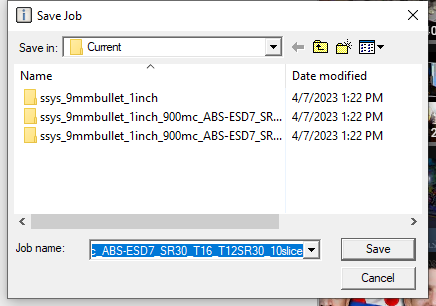 Save Job
Save in: Current
Name Date modified
ssys_9mmbullet_1inch 4/7/2023 1:22 PM
ssys_9mmbullet_1inch_900mc_ABS-ESD7_SR... 4/7/2023 1:22 PM
ssys_9mmbullet_1inch_900mc_ABS-ESD7_SR... 4/7/2023 1:22 PM
Job name: c_ABS-ESD7_SR30_T16_T12SR30_10slice Save
Cancel